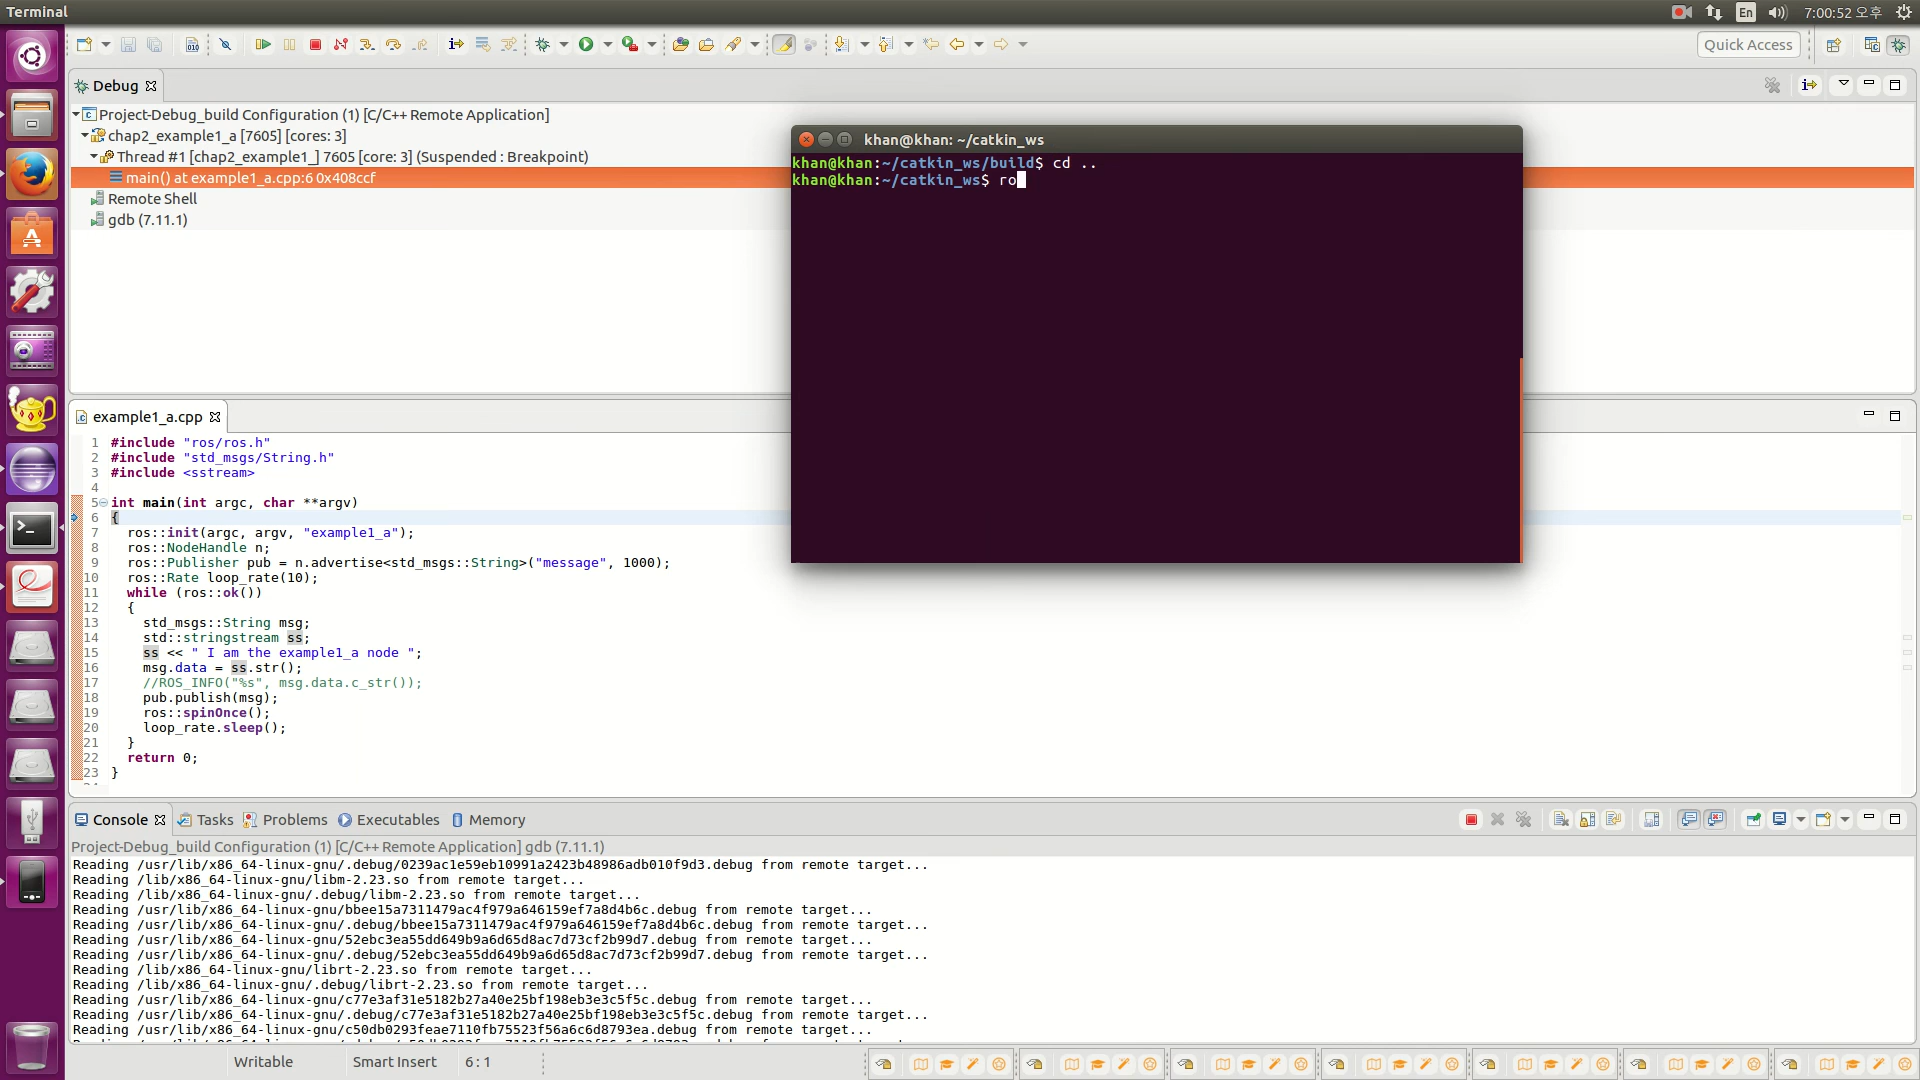 Terminal
En
7:00:52 오후
Quick Access
Debug
Project-Debug_build Configuration (1) [C/C++ Remote Application]
chap2_example1_a [7605] [cores: 3]
Thread #1 [chap2_example1_] 7605 [core: 3] (Suspended : Breakpoint)
main() at example1_a.cpp:6 0x408ccf
Remote Shell
gdb (7.11.1)
khan@khan: ~/catkin_ws
khan@khan:~/catkin_ws/build$ cd ..
khan@khan:~/catkin_ws$ ro
example1_a.cpp
1 #include "ros/ros.h"
2 #include "std_msgs/String.h"
3 #include <sstream>
4
5 int main(int argc, char **argv)
6 {
7 ros::init(argc, argv, "example1_a");
8 ros::NodeHandle n;
9 ros::Publisher pub = n.advertise<std_msgs::String>("message", 1000);
10 ros::Rate loop_rate(10);
11 while (ros::ok())
12 {
13 std_msgs::String msg;
14 std::stringstream ss;
15 ss << " I am the example1_a node ";
16 msg.data = ss.str();
17 //ROS_INFO("%s", msg.data.c_str());
18 pub.publish(msg);
19 ros::spinOnce();
20 loop_rate.sleep();
21 }
22 return 0;
23 }
Console Tasks Problems Executables Memory
Project-Debug_build Configuration (1) [C/C++ Remote Application] gdb (7.11.1)
Reading /usr/lib/x86_64-linux-gnu/.debug/0239ac1e59eb10991a2423b48986adb010f9d3.debug from remote target...
Reading /lib/x86_64-linux-gnu/libm-2.23.so from remote target...
Reading /lib/x86_64-linux-gnu/.debug/libm-2.23.so from remote target...
Reading /usr/lib/x86_64-linux-gnu/bbee15a7311479ac4f979a646159ef7a8d4b6c.debug from remote target...
Reading /usr/lib/x86_64-linux-gnu/.debug/bbee15a7311479ac4f979a646159ef7a8d4b6c.debug from remote target...
Reading /usr/lib/x86_64-linux-gnu/52ebc3ea55dd649b9a6d65d8ac7d73cf2b99d7.debug from remote target...
Reading /usr/lib/x86_64-linux-gnu/.debug/52ebc3ea55dd649b9a6d65d8ac7d73cf2b99d7.debug from remote target...
Reading /lib/x86_64-linux-gnu/librt-2.23.so from remote target...
Reading /lib/x86_64-linux-gnu/.debug/librt-2.23.so from remote target...
Reading /usr/lib/x86_64-linux-gnu/c77e3af31e5182b27a40e25bf198eb3e3c5f5c.debug from remote target...
Reading /usr/lib/x86_64-linux-gnu/.debug/c77e3af31e5182b27a40e25bf198eb3e3c5f5c.debug from remote target...
Reading /usr/lib/x86_64-linux-gnu/c50db0293feae7110fb75523f56a6c6d8793ea.debug from remote target...
Writable
Smart Insert
6 : 1